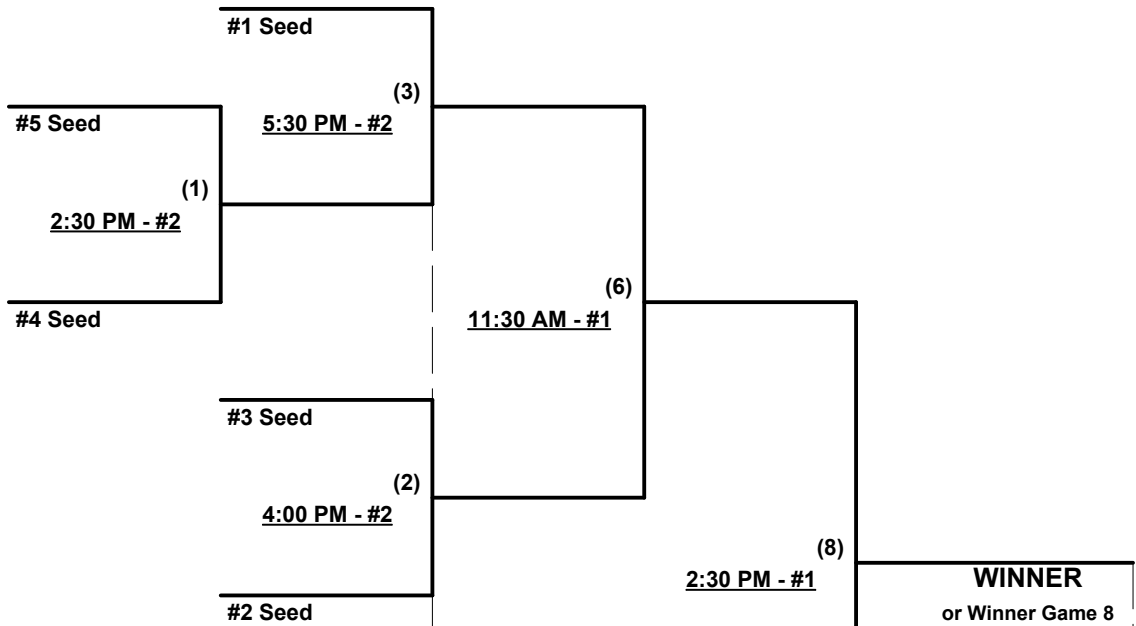 #1 Seed
(3)
5:30 PM - #2
#5 Seed
(1)
2:30 PM - #2
#4 Seed
(6)
11:30 AM - #1
#3 Seed
(2)
4:00 PM - #2
#2 Seed
(8)
2:30 PM - #1
WINNER
or Winner Game 8